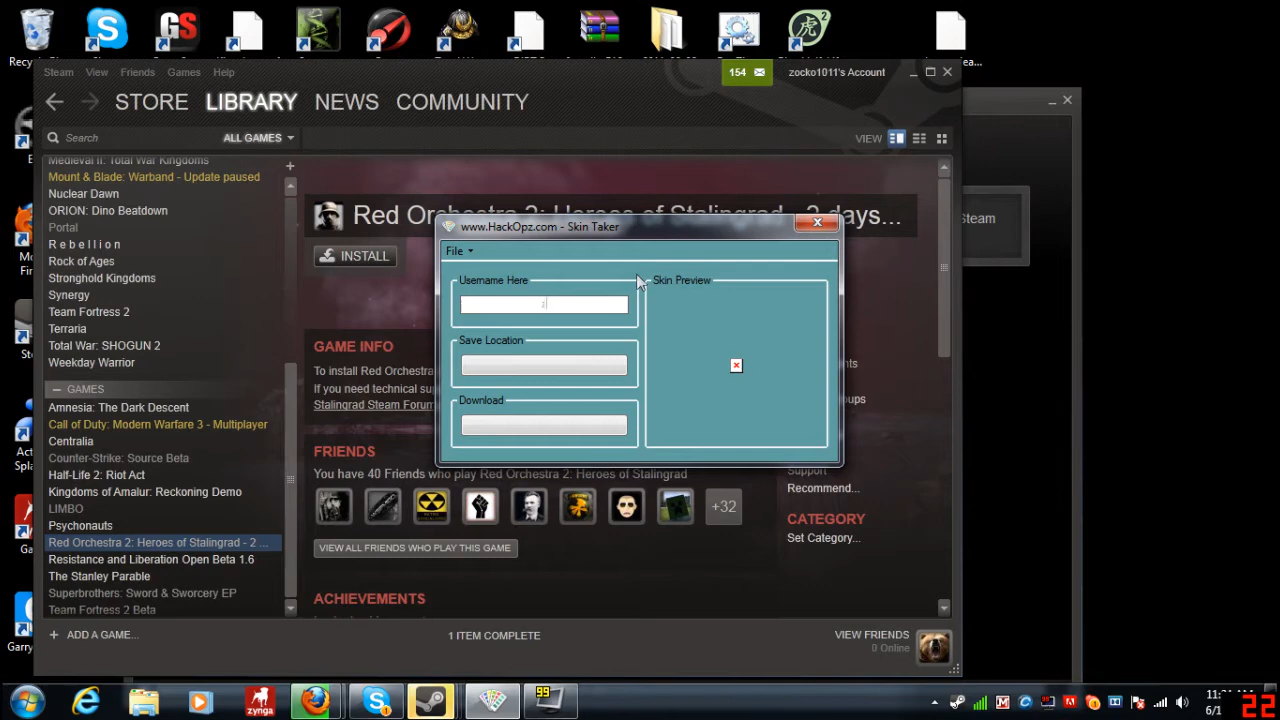 GS
2
Recy
ea...
Steam View Friends Games Help
154
zocko1011's Account
STORE LIBRARY NEWS COMMUNITY
Search
ALL GAMES
VIEW
Medieval II: Total War Kingdoms
Mount & Blade: Warband - Update paused
Nuclear Dawn
ORION: Dino Beatdown
Portal
R e b e l l i o n
Rock of Ages
Stronghold Kingdoms
Synergy
Team Fortress 2
Terraria
Total War: SHOGUN 2
Weekday Warrior
GAMES
Amnesia: The Dark Descent
Call of Duty: Modern Warfare 3 - Multiplayer
Centralia
Counter-Strike: Source Beta
Half-Life 2: Riot Act
Kingdoms of Amalur: Reckoning Demo
LIMBO
Psychonauts
Red Orchestra 2: Heroes of Stalingrad - 2 ...
Resistance and Liberation Open Beta 1.6
The Stanley Parable
Superbrothers: Sword & Sworcery EP
Team Fortress 2 Beta
ADD A GAME...
Red Orchestra 2: Heroes of Stalingrad - 2 days...
INSTALL
Steam
www.HackOpz.com - Skin Taker
File
Username Here
Save Location
Download
Skin Preview
GAME INFO
To install Red Orchestra
If you need technical su
Stalingrad Steam Forum
nts
oups
Support
Recommend...
CATEGORY
Set Category...
FRIENDS
You have 40 Friends who play Red Orchestra 2: Heroes of Stalingrad
+32
VIEW ALL FRIENDS WHO PLAY THIS GAME
ACHIEVEMENTS
1 ITEM COMPLETE
VIEW FRIENDS
0 Online
Garry
zynga
99
6/1
22